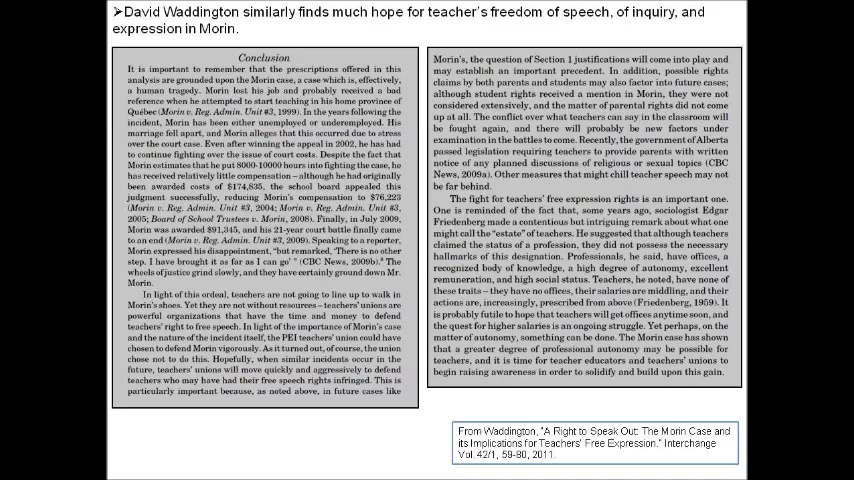 ➢David Waddington similarly finds much hope for teacher's freedom of speech, of inquiry, and
expression in Morin.
Conclusion
It is important to remember that the prescriptions offered in this
analysis are grounded upon the Morin case, a case which is, effectively,
a human tragedy. Morin lost his job and probably received a bad
reference when he attempted to start teaching in his home province of
Québec (Morin v. Reg. Admin. Unit #3, 1999). In the years following the
incident, Morin has been either unemployed or underemployed. His
marriage fell apart, and Morin alleges that this occurred due to stress
over the court case. Even after winning the appeal in 2002, he has had
to continue fighting over the issue of court costs. Despite the fact that
Morin estimates that he put 8000-10000 hours into fighting the case, he
has received relatively little compensation – although he had originally
been awarded costs of $174,835, the school board appealed this
judgment successfully, reducing Morin's compensation to $76,223
(Morin v. Reg. Admin. Unit #3, 2004; Morin v. Reg. Admin. Unit #3,
2005; Board of School Trustees v. Morin, 2008). Finally, in July 2009,
Morin was awarded $91,345, and his 21-year court battle finally came
to an end (Morin v. Reg. Admin. Unit #3, 2009). Speaking to a reporter,
Morin expressed his disappointment, "but remarked, 'There is no other
step. I have brought it as far as I can go' " (CBC News, 2009b).⁸ The
wheels of justice grind slowly, and they have certainly ground down Mr.
Morin.
In light of this ordeal, teachers are not going to line up to walk in
Morin's shoes. Yet they are not without resources – teachers' unions are
powerful organizations that have the time and money to defend
teachers' right to free speech. In light of the importance of Morin's case
and the nature of the incident itself, the PEI teachers' union could have
chosen to defend Morin vigorously. As it turned out, of course, the union
chose not to do this. Hopefully, when similar incidents occur in the
future, teachers' unions will move quickly and aggressively to defend
teachers who may have had their free speech rights infringed. This is
particularly important because, as noted above, in future cases like
Morin's, the question of Section 1 justifications will come into play and
may establish an important precedent. In addition, possible rights
claims by both parents and students may also factor into future cases;
although student rights received a mention in Morin, they were not
considered extensively, and the matter of parental rights did not come
up at all. The conflict over what teachers can say in the classroom will
be fought again, and there will probably be new factors under
examination in the battles to come. Recently, the government of Alberta
passed legislation requiring teachers to provide parents with written
notice of any planned discussions of religious or sexual topics (CBC
News, 2009a). Other measures that might chill teacher speech may not
be far behind.
The fight for teachers' free expression rights is an important one.
One is reminded of the fact that, some years ago, sociologist Edgar
Friedenberg made a contentious but intriguing remark about what one
might call the "estate" of teachers. He suggested that although teachers
claimed the status of a profession, they did not possess the necessary
hallmarks of this designation. Professionals, he said, have offices, a
recognized body of knowledge, a high degree of autonomy, excellent
remuneration, and high social status. Teachers, he noted, have none of
these traits – they have no offices, their salaries are middling, and their
actions are, increasingly, prescribed from above (Friedenberg, 1959). It
is probably futile to hope that teachers will get offices anytime soon, and
the quest for higher salaries is an ongoing struggle. Yet perhaps, on the
matter of autonomy, something can be done. The Morin case has shown
that a greater degree of professional autonomy may be possible for
teachers, and it is time for teacher educators and teachers' unions to
begin raising awareness in order to solidify and build upon this gain.
From Waddington, "A Right to Speak Out: The Morin Case and
its Implications for Teachers' Free Expression." Interchange
Vol. 42/1, 59-80, 2011.